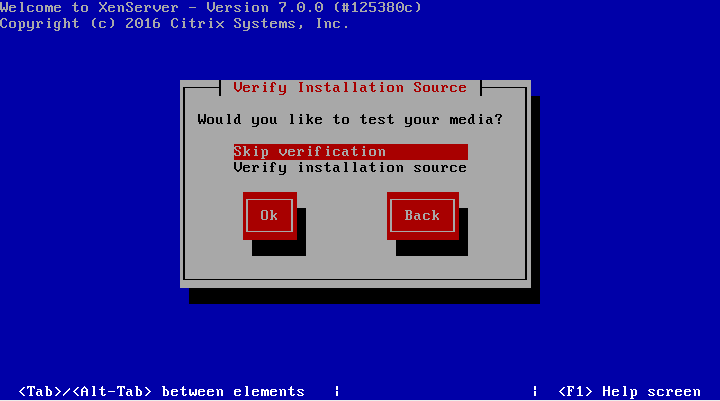 Welcome to XenServer - Version 7.0.0 (#125380c)
Copyright (c) 2016 Citrix Systems, Inc.
Verify Installation Source
Would you like to test your media?
Skip verification
Verify installation source
Ok Back
<Tab>/<Alt-Tab> between elements | | <F1> Help screen